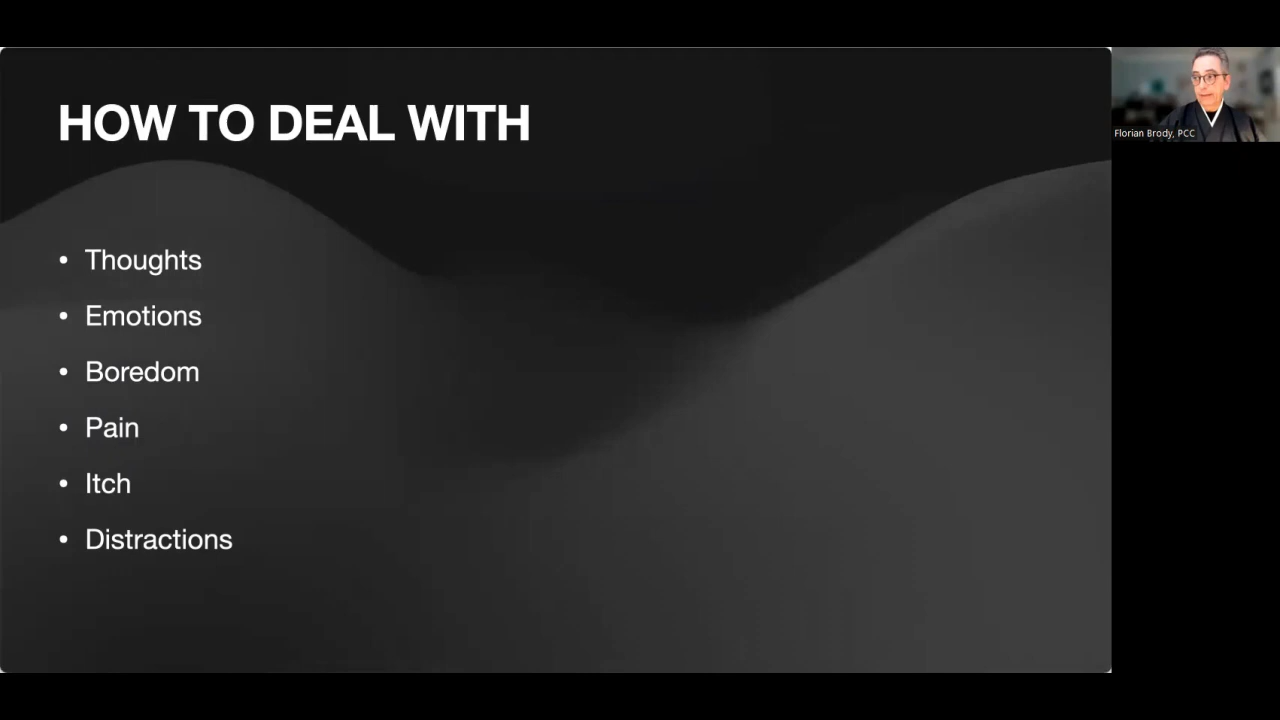 HOW TO DEAL WITH
• Thoughts
• Emotions
• Boredom
• Pain
• Itch
• Distractions
Florian Brody, PCC